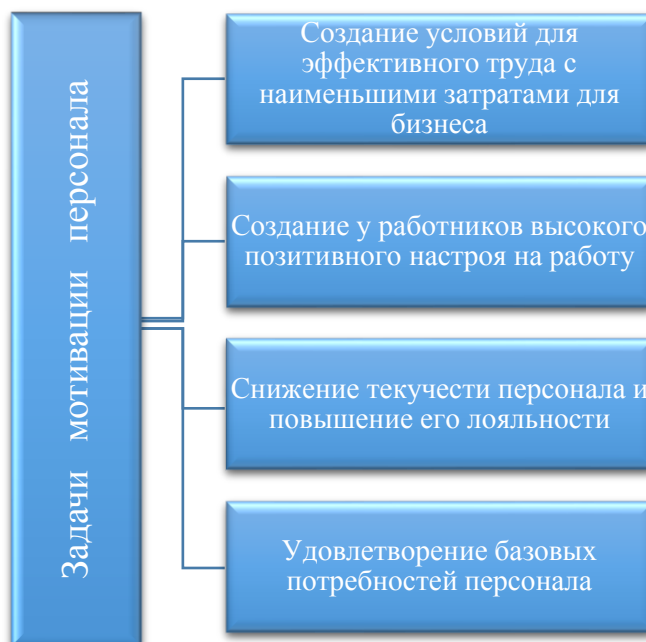 Задачи мотивации персонала
Создание условий для
эффективного труда с
наименьшими затратами для
бизнеса
Создание у работников высокого
позитивного настроя на работу
Снижение текучести персонала и
повышение его лояльности
Удовлетворение базовых
потребностей персонала